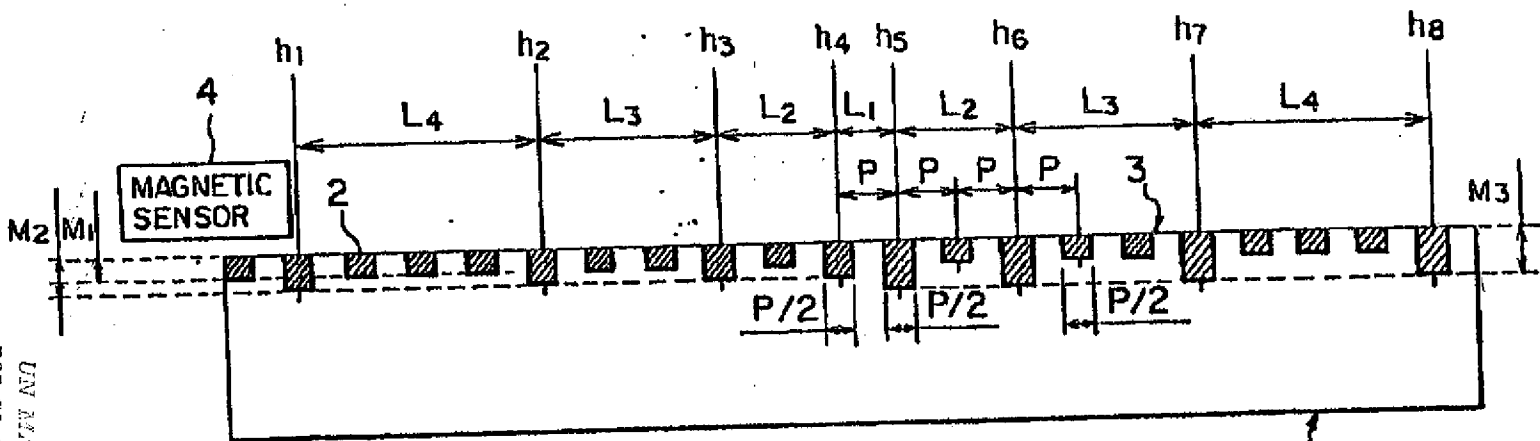 h1 h2 h3 h4 h5 h6 h7 h8
4 L4 L3 L2 L1 L2 L3 L4
P P P P
MAGNETIC
SENSOR
2 3
M2 M1 M3
P/2 P/2 P/2